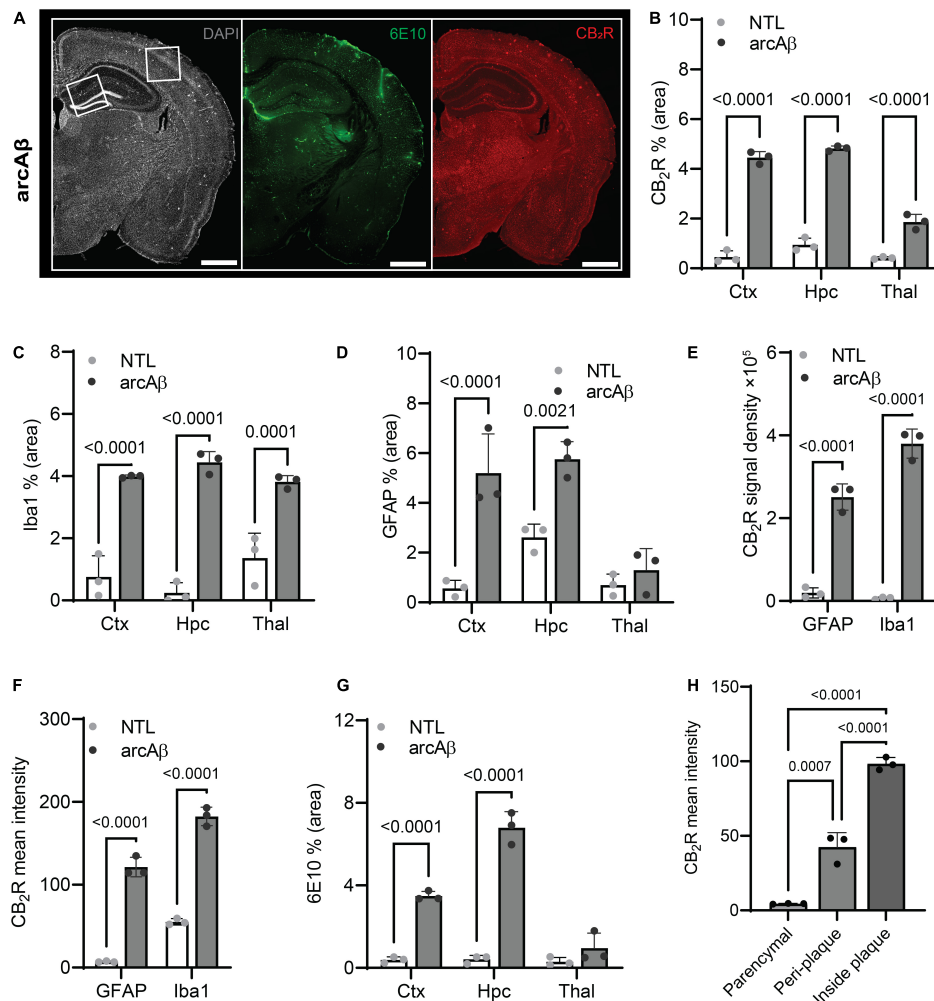 A
DAPI
6E10
CB₂R
arcAβ
B
NTL
arcAβ
CB₂R % (area)
10
8
6
4
2
0
<0.0001
<0.0001
<0.0001
Ctx
Hpc
Thal
C
NTL
arcAβ
Iba1 % (area)
8
6
4
2
0
<0.0001
<0.0001
0.0001
Ctx
Hpc
Thal
D
NTL
arcAβ
GFAP % (area)
10
8
6
4
2
0
<0.0001
0.0021
Ctx
Hpc
Thal
E
NTL
arcAβ
CB₂R signal density ×10⁵
6
4
2
0
<0.0001
<0.0001
GFAP
Iba1
F
NTL
arcAβ
CB₂R mean intensity
300
200
100
0
<0.0001
<0.0001
GFAP
Iba1
G
NTL
arcAβ
6E10 % (area)
12
8
4
0
<0.0001
<0.0001
Ctx
Hpc
Thal
H
CB₂R mean intensity
150
100
50
0
<0.0001
<0.0001
0.0007
Parencymal
Peri-plaque
Inside plaque